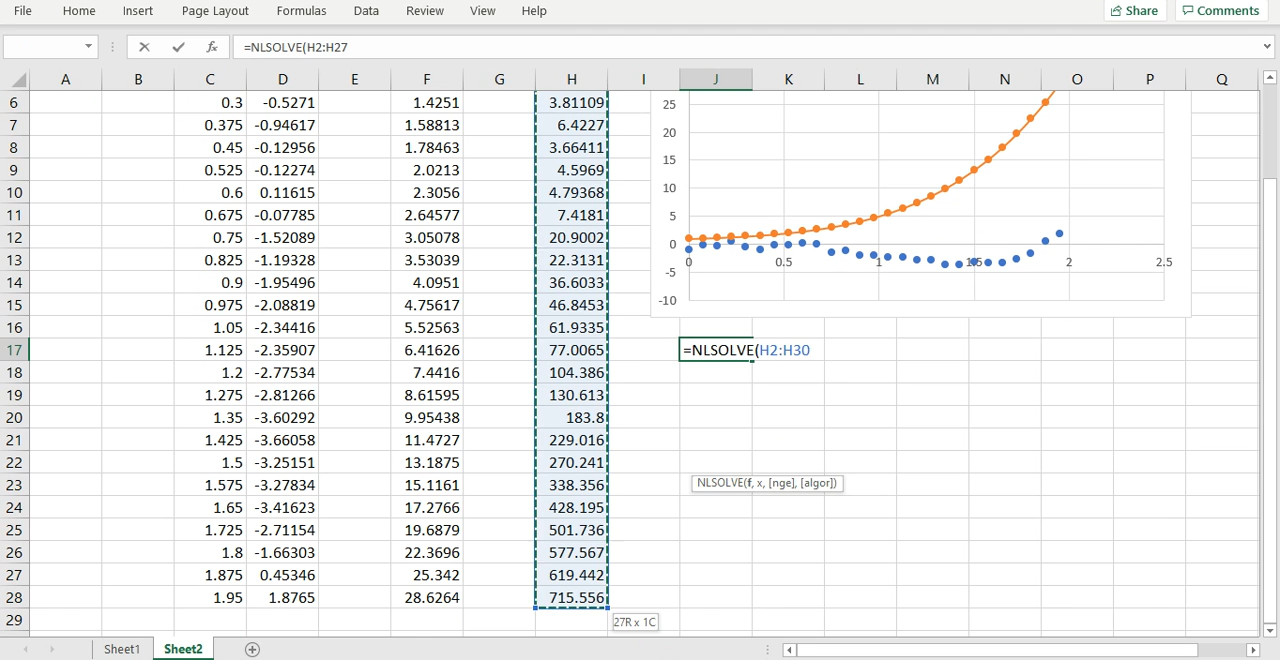 File Home Insert Page Layout Formulas Data Review View Help Share Comments
fx =NLSOLVE(H2:H27
A B C D E F G H I J K L M N O P Q
6 0.3 -0.5271 1.4251 3.81109 25
7 0.375 -0.94617 1.58813 6.4227 20
8 0.45 -0.12956 1.78463 3.66411
9 0.525 -0.12274 2.0213 4.5969 15
10 0.6 0.11615 2.3056 4.79368 10
11 0.675 -0.07785 2.64577 7.4181 5
12 0.75 -1.52089 3.05078 20.9002 0
13 0.825 -1.19328 3.53039 22.3131 0 0.5 1 1.5 2 2.5
-5
14 0.9 -1.95496 4.0951 36.6033
15 0.975 -2.08819 4.75617 46.8453 -10
16 1.05 -2.34416 5.52563 61.9335
17 1.125 -2.35907 6.41626 77.0065 =NLSOLVE(H2:H30
18 1.2 -2.77534 7.4416 104.386
19 1.275 -2.81266 8.61595 130.613
20 1.35 -3.60292 9.95438 183.8
21 1.425 -3.66058 11.4727 229.016
22 1.5 -3.25151 13.1875 270.241
23 1.575 -3.27834 15.1161 338.356 NLSOLVE(f, x, [nge], [algor])
24 1.65 -3.41623 17.2766 428.195
25 1.725 -2.71154 19.6879 501.736
26 1.8 -1.66303 22.3696 577.567
27 1.875 0.45346 25.342 619.442
28 1.95 1.8765 28.6264 715.556
29 27R x 1C
Sheet1 Sheet2